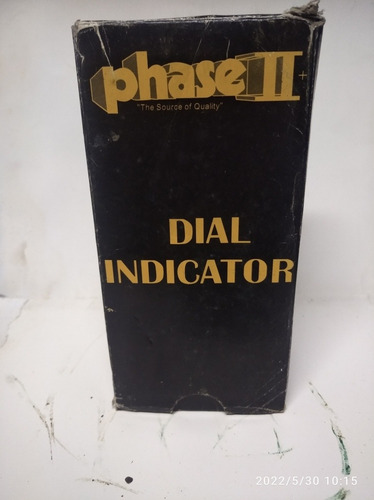 phase II+
"The Source of Quality"
DIAL
INDICATOR
2022/5/30 10:15